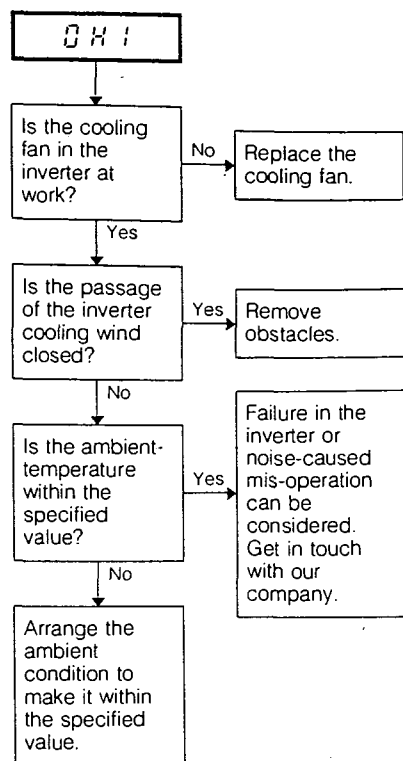 OH1
Is the cooling
fan in the
inverter at
work?
No
Replace the
cooling fan.
Yes
Is the passage
of the inverter
cooling wind
closed?
Yes
Remove
obstacles.
No
Is the ambient-
temperature
within the
specified
value?
Yes
Failure in the
inverter or
noise-caused
mis-operation
can be
considered.
Get in touch
with our
company.
No
Arrange the
ambient
condition to
make it within
the specified
value.